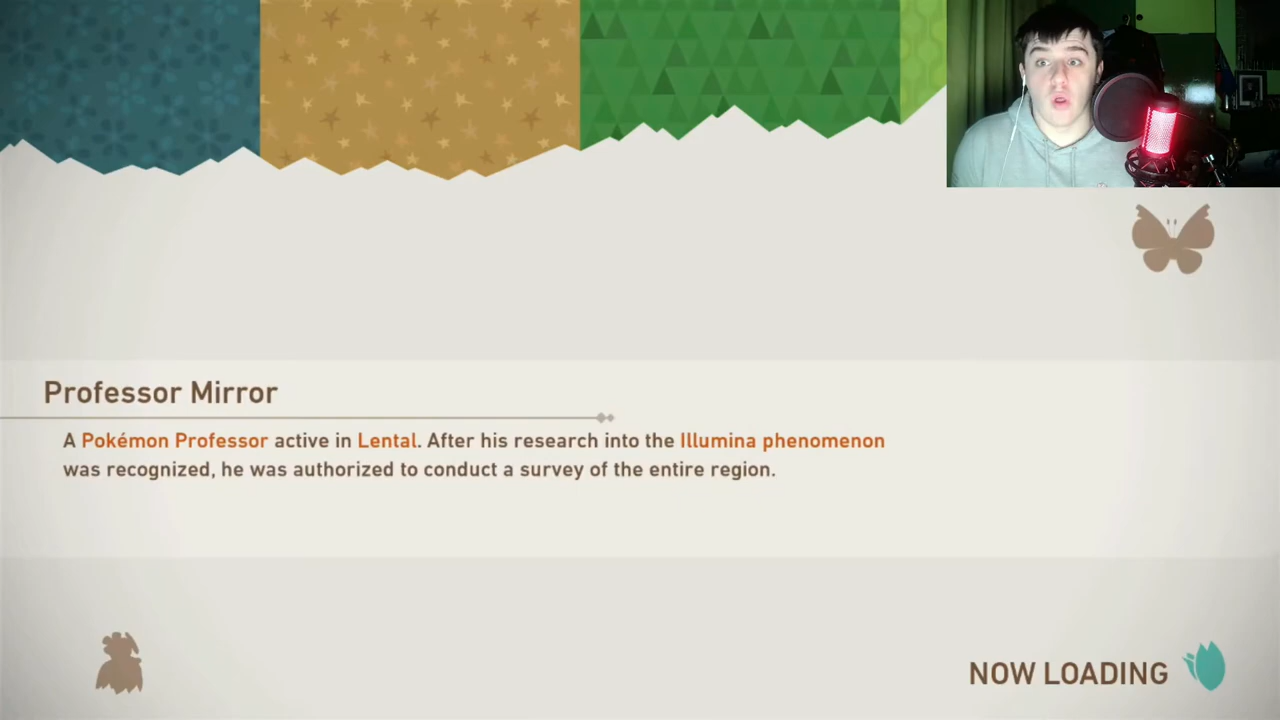 Professor Mirror
A Pokémon Professor active in Lental. After his research into the Illumina phenomenon
was recognized, he was authorized to conduct a survey of the entire region.
NOW LOADING